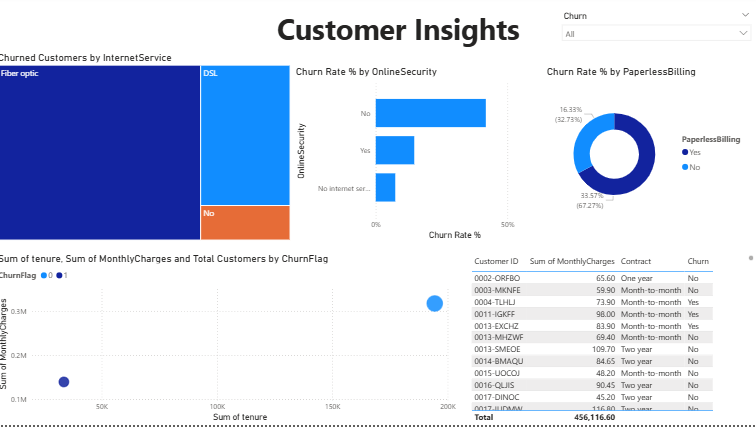 Customer Insights
Churn
All
Churned Customers by InternetService
Fiber optic
DSL
No
Churn Rate % by OnlineSecurity
OnlineSecurity
No
Yes
No internet ser...
0%
50%
Churn Rate %
Churn Rate % by PaperlessBilling
16.33%
(32.73%)
33.57%
(67.27%)
PaperlessBilling
Yes
No
Sum of tenure, Sum of MonthlyCharges and Total Customers by ChurnFlag
ChurnFlag 0 1
Sum of MonthlyCharges
0.3M
0.2M
0.1M
50K
100K
150K
200K
Sum of tenure
Customer ID Sum of MonthlyCharges Contract Churn
0002-ORFBO 65.60 One year No
0003-MKNFE 59.90 Month-to-month No
0004-TLHLJ 73.90 Month-to-month Yes
0011-IGKFF 98.00 Month-to-month Yes
0013-EXCHZ 83.90 Month-to-month Yes
0013-MHZWF 69.40 Month-to-month No
0013-SMEOE 109.70 Two year No
0014-BMAQU 84.65 Two year No
0015-UOCOJ 48.20 Month-to-month No
0016-QLJIS 90.45 Two year No
0017-DINOC 45.20 Two year No
0017-IUDMW 116.80 Two year No
Total 456,116.60